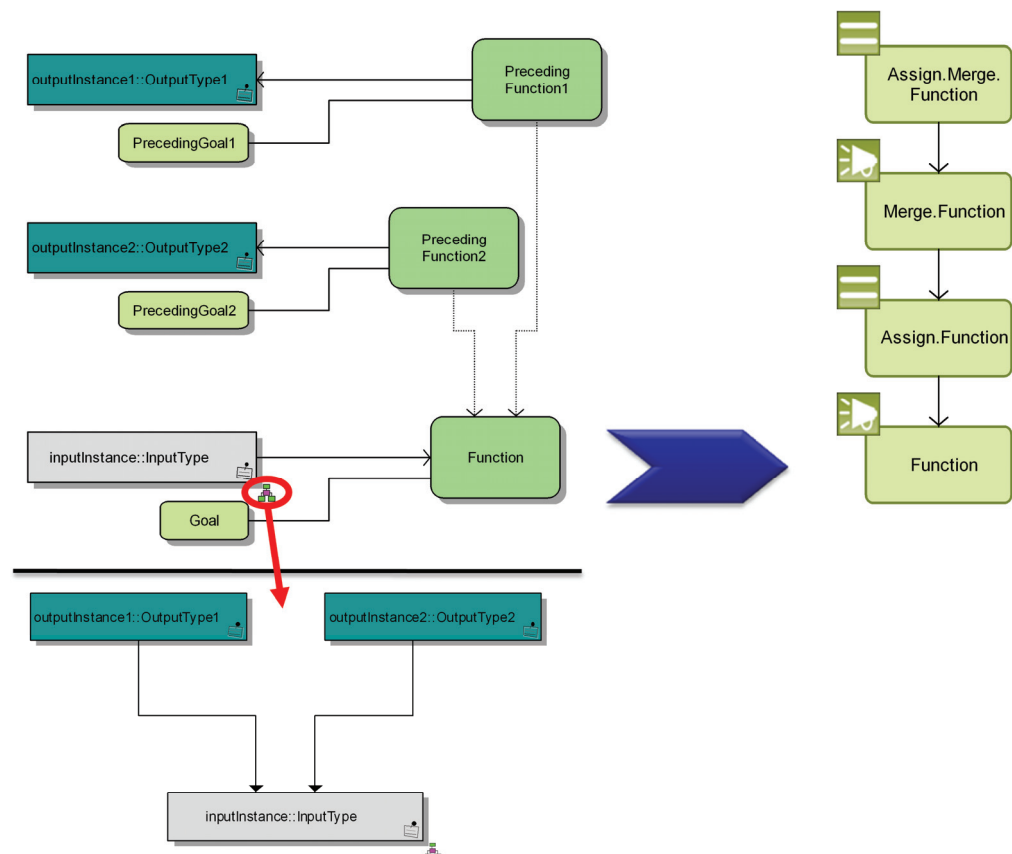 outputInstance1::OutputType1
Preceding
Function1
PrecedingGoal1
outputInstance2::OutputType2
Preceding
Function2
PrecedingGoal2
inputInstance::InputType
Function
Goal
outputInstance1::OutputType1
outputInstance2::OutputType2
inputInstance::InputType
Assign.Merge.
Function
Merge.Function
Assign.Function
Function